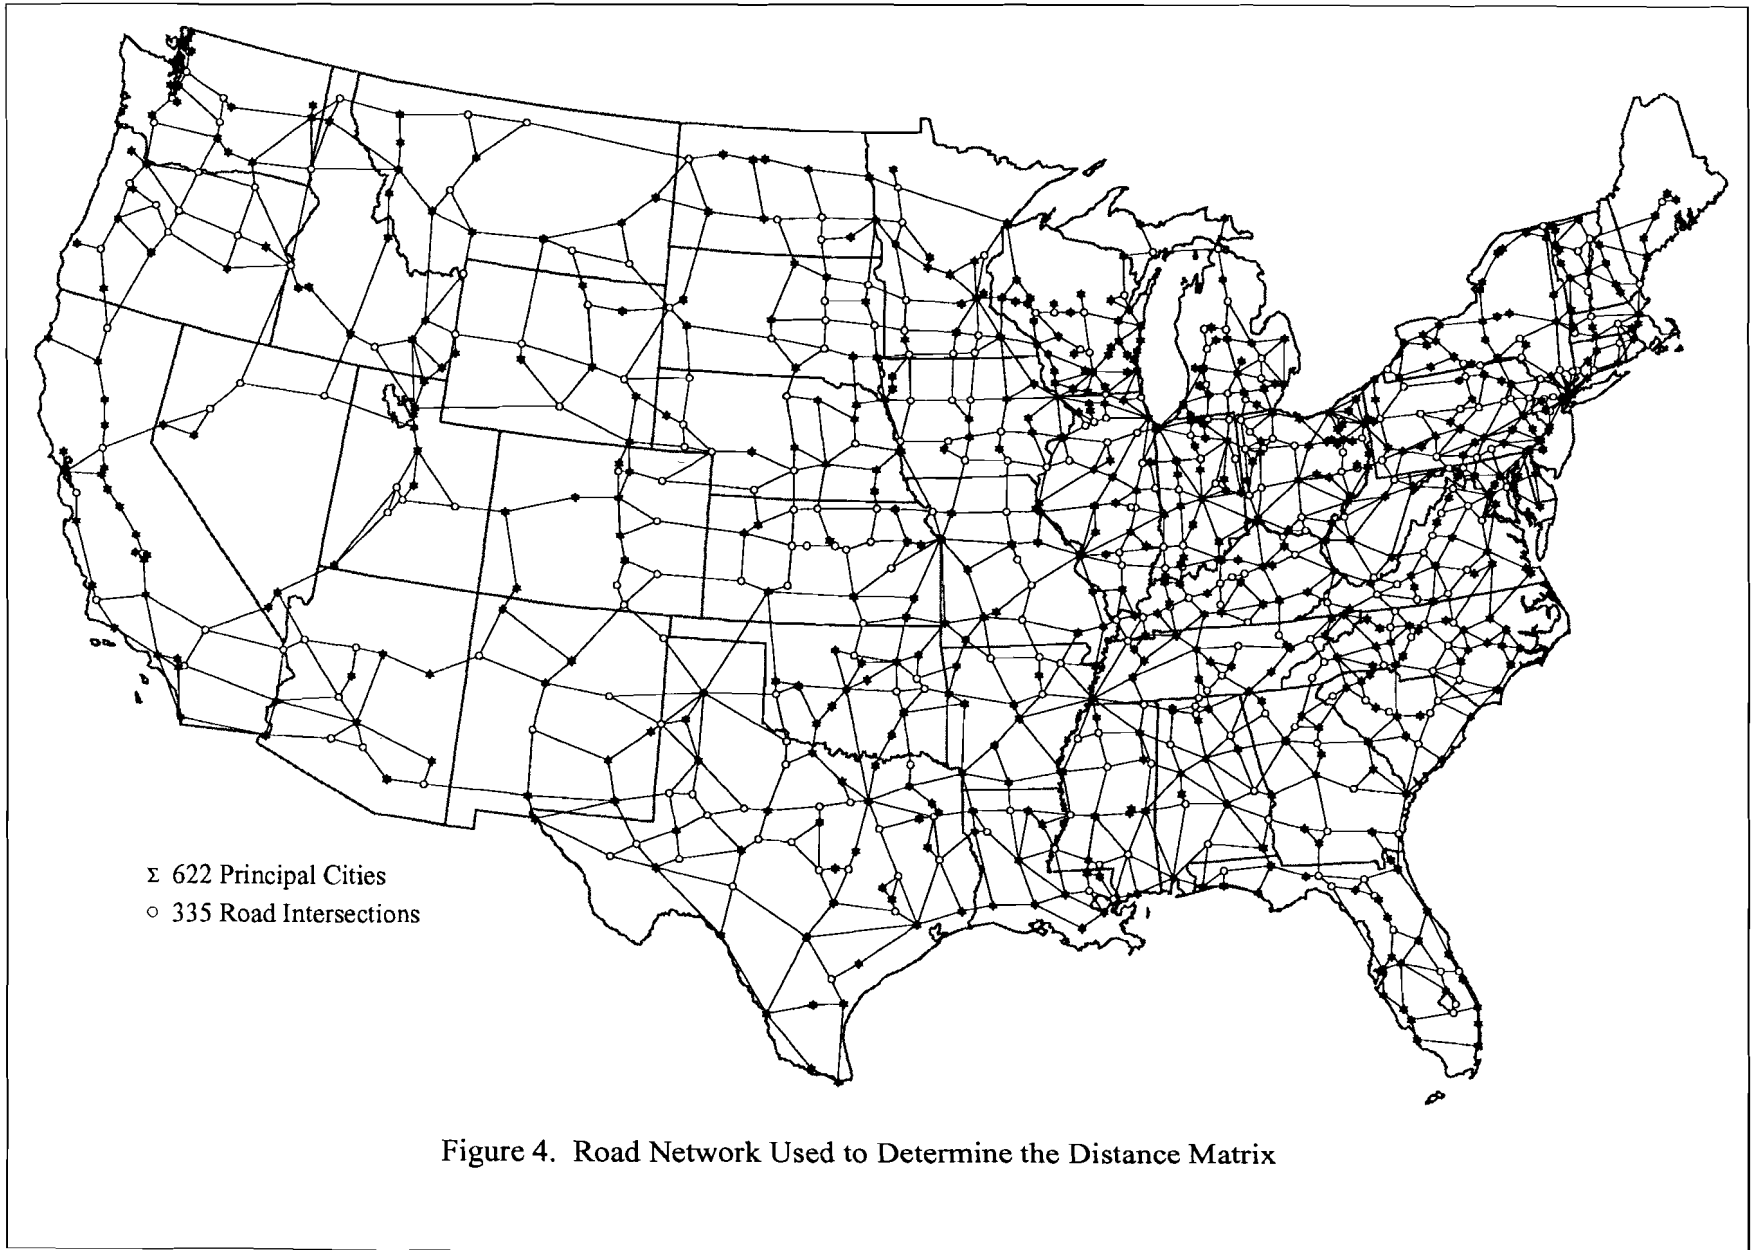 Σ 622 Principal Cities
○ 335 Road Intersections
Figure 4. Road Network Used to Determine the Distance Matrix